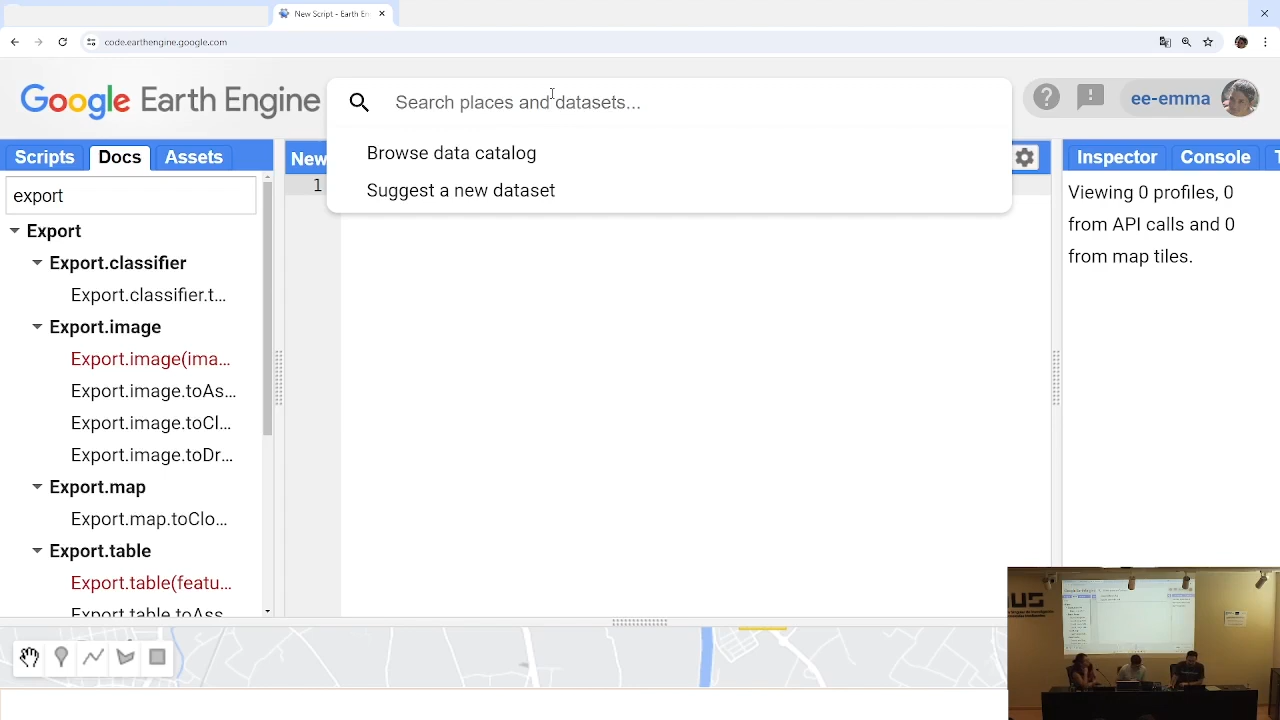 New Script - Earth En
code.earthengine.google.com
Google Earth Engine
Search places and datasets...
ee-emma
Browse data catalog
Suggest a new dataset
Scripts Docs Assets
New
Inspector Console
export
1
Export
Export.classifier
Export.classifier.t...
Export.image
Export.image(ima...
Export.image.toAs...
Export.image.toCl...
Export.image.toDr...
Export.map
Export.map.toClo...
Export.table
Export.table(featu...
Export.table.toAss
Viewing 0 profiles, 0
from API calls and 0
from map tiles.